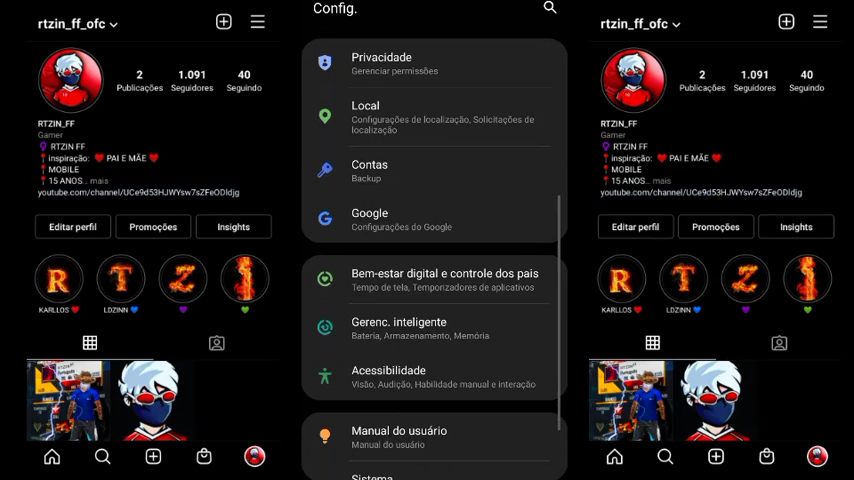 rtzin_ff_ofc
2
1.091
40
Publicações
Seguidores
Seguindo
RTZIN_FF
Gamer
RTZIN FF
inspiração: ❤️ PAI E MÃE ❤️
MOBILE
15 ANOS... mais
youtube.com/channel/UCe9d53HJWYsw7sZFeODldjg
Editar perfil
Promoções
Insights
R
T
Z
I
KARLLOS ❤️
LDZINN 💙
Config.
Privacidade
Gerenciar permissões
Local
Configurações de localização, Solicitações de
localização
Contas
Backup
Google
Configurações do Google
Bem-estar digital e controle dos pais
Tempo de tela, Temporizadores de aplicativos
Gerenc. inteligente
Bateria, Armazenamento, Memória
Acessibilidade
Visão, Audição, Habilidade manual e interação
Manual do usuário
Manual do usuário
Sistema
rtzin_ff_ofc
2
1.091
40
Publicações
Seguidores
Seguindo
RTZIN_FF
Gamer
RTZIN FF
inspiração: ❤️ PAI E MÃE ❤️
MOBILE
15 ANOS... mais
youtube.com/channel/UCe9d53HJWYsw7sZFeODldjg
Editar perfil
Promoções
Insights
R
T
Z
I
KARLLOS ❤️
LDZINN 💙